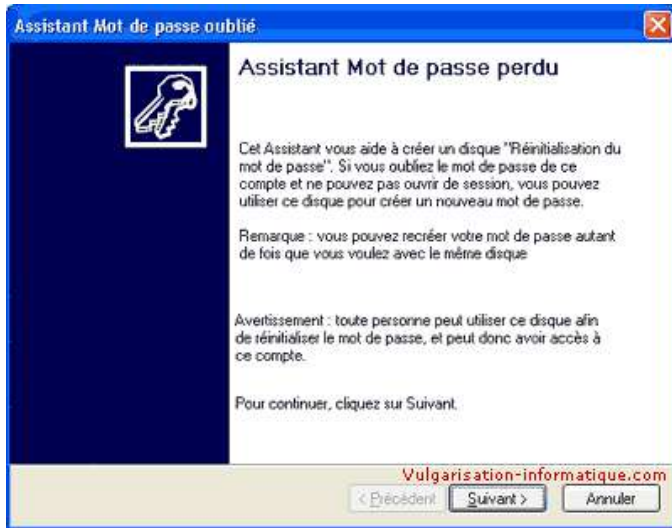 Assistant Mot de passe oublié
Assistant Mot de passe perdu
Cet Assistant vous aide à créer un disque "Réinitialisation du
mot de passe". Si vous oubliez le mot de passe de ce
compte et ne pouvez pas ouvrir de session, vous pouvez
utiliser ce disque pour créer un nouveau mot de passe.
Remarque : vous pouvez recréer votre mot de passe autant
de fois que vous voulez avec le même disque
Avertissement : toute personne peut utiliser ce disque afin
de réinitialiser le mot de passe, et peut donc avoir accès à
ce compte.
Pour continuer, cliquez sur Suivant.
Vulgarisation-informatique.com
< Précédent Suivant > Annuler